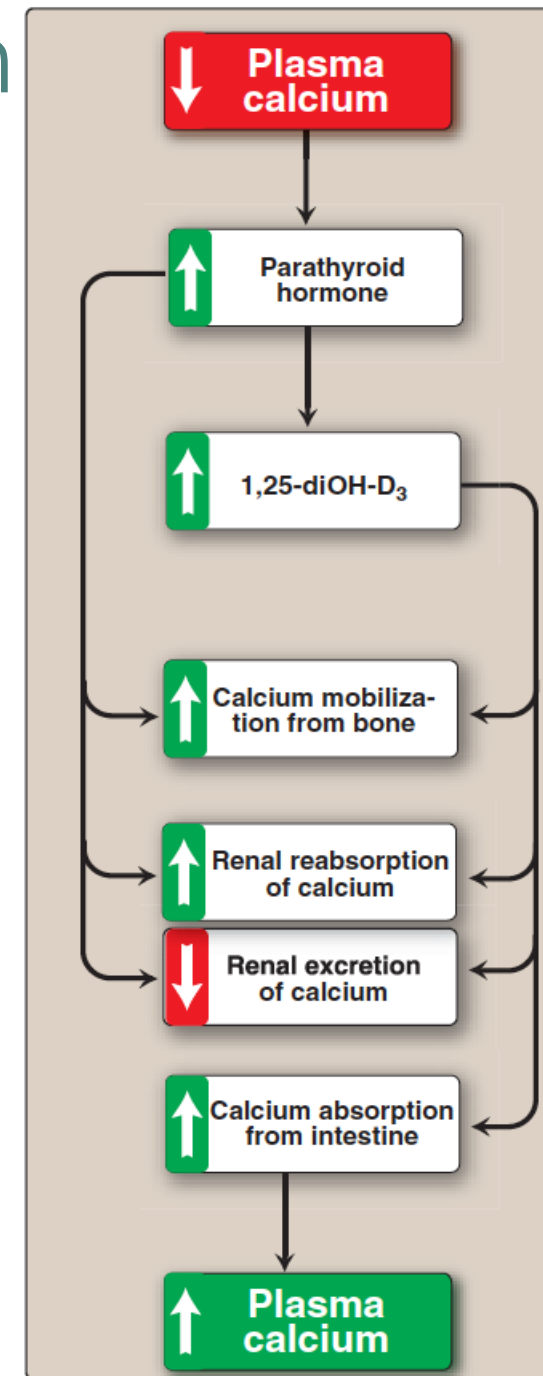 n
Plasma
calcium
Parathyroid
hormone
1,25-diOH-D₃
Calcium mobiliza-
tion from bone
Renal reabsorption
of calcium
Renal excretion
of calcium
Calcium absorption
from intestine
Plasma
calcium